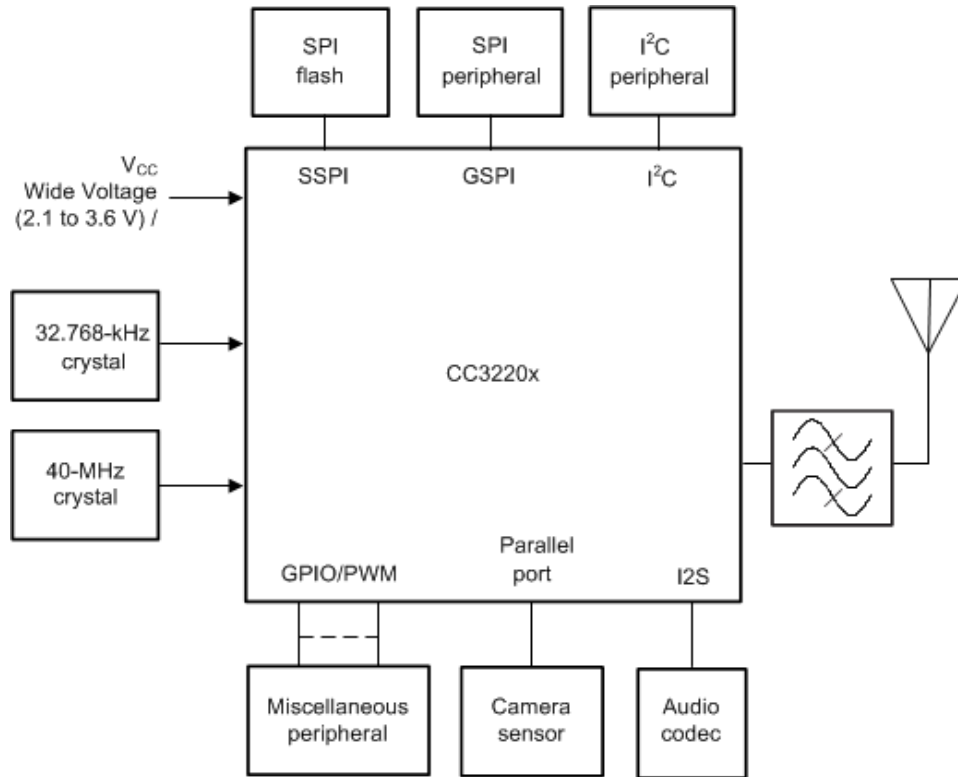 SPI
flash
SPI
peripheral
I²C
peripheral
SSPI
GSPI
I²C
V_CC
Wide Voltage
(2.1 to 3.6 V) /
32.768-kHz
crystal
CC3220x
40-MHz
crystal
GPIO/PWM
Parallel
port
I2S
Miscellaneous
peripheral
Camera
sensor
Audio
codec